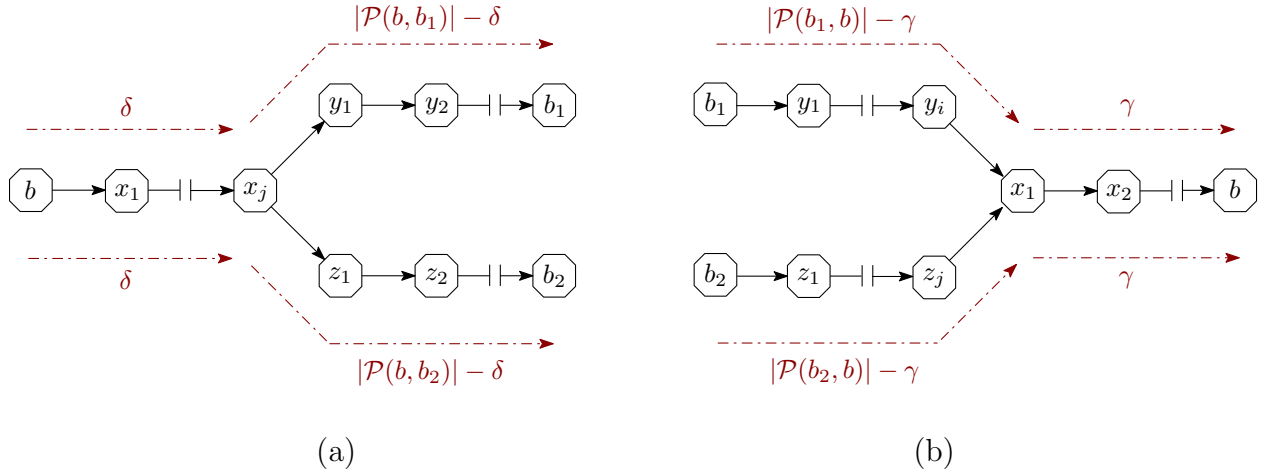 |𝒫(b, b₁)| − δ
δ
y₁ y₂ b₁
b x₁ xⱼ
z₁ z₂ b₂
δ
|𝒫(b, b₂)| − δ
(a)
|𝒫(b₁, b)| − γ
b₁ y₁ yᵢ
γ
x₁ x₂ b
b₂ z₁ zⱼ
γ
|𝒫(b₂, b)| − γ
(b)